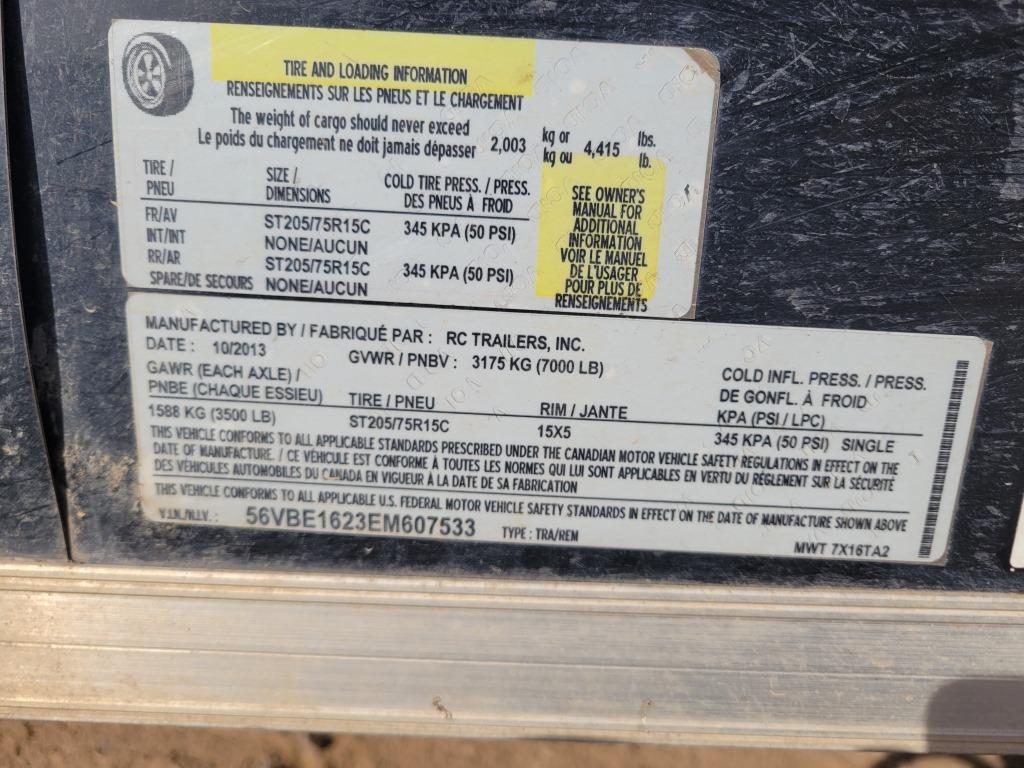 TIRE AND LOADING INFORMATION
RENSEIGNEMENTS SUR LES PNEUS ET LE CHARGEMENT
The weight of cargo should never exceed 2,003 kg or 4,415 lbs.
Le poids du chargement ne doit jamais dépasser kg ou lb.
TIRE / SIZE / COLD TIRE PRESS. / PRESS.
PNEU DIMENSIONS DES PNEUS À FROID
FR/AV ST205/75R15C 345 KPA (50 PSI)
INT/INT NONE/AUCUN
RR/AR ST205/75R15C 345 KPA (50 PSI)
SPARE/DE SECOURS NONE/AUCUN
SEE OWNER'S
MANUAL FOR
ADDITIONAL
INFORMATION
VOIR LE MANUEL
DE L'USAGER
POUR PLUS DE
RENSEIGNEMENTS
MANUFACTURED BY / FABRIQUÉ PAR : RC TRAILERS, INC.
DATE : 10/2013 GVWR / PNBV : 3175 KG (7000 LB)
GAWR (EACH AXLE) / COLD INFL. PRESS. / PRESS.
PNBE (CHAQUE ESSIEU) TIRE / PNEU RIM / JANTE DE GONFL. À FROID
KPA (PSI / LPC)
1588 KG (3500 LB) ST205/75R15C 15X5 345 KPA (50 PSI) SINGLE
THIS VEHICLE CONFORMS TO ALL APPLICABLE STANDARDS PRESCRIBED UNDER THE CANADIAN MOTOR VEHICLE SAFETY REGULATIONS IN EFFECT ON THE
DATE OF MANUFACTURE. / CE VÉHICULE EST CONFORME À TOUTES LES NORMES QUI LUI SONT APPLICABLES EN VERTU DU RÈGLEMENT SUR LA SÉCURITÉ
DES VÉHICULES AUTOMOBILES DU CANADA EN VIGUEUR À LA DATE DE SA FABRICATION
THIS VEHICLE CONFORMS TO ALL APPLICABLE U.S. FEDERAL MOTOR VEHICLE SAFETY STANDARDS IN EFFECT ON THE DATE OF MANUFACTURE SHOWN ABOVE
V.I.N./N.I.V. : 56VBE1623EM607533 TYPE : TRA/REM MWT 7X16TA2